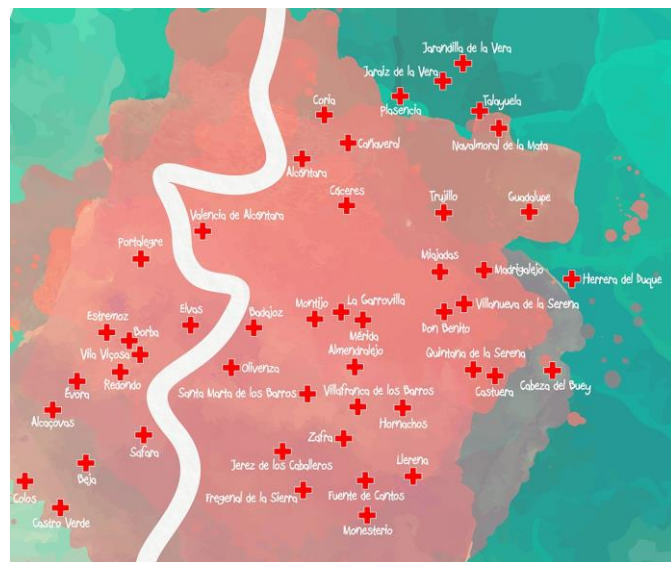 Jarandilla de la Vera
Jaraíz de la Vera
Plasencia
Talayuela
Coria
Navalmoral de la Mata
Cañaveral
Alcántara
Cáceres
Trujillo
Guadalupe
Valencia de Alcántara
Portalegre
Miajadas
Madrigalejo
Herrera del Duque
Villanueva de la Serena
Estremoz
Elvas
Badajoz
Montijo
La Garrovilla
Mérida
Don Benito
Borba
Vila Viçosa
Redondo
Olivenza
Almendralejo
Quintana de la Serena
Castuera
Cabeza del Buey
Évora
Santa Marta de los Barros
Villafranca de los Barros
Hornachos
Alcaçovas
Safara
Zafra
Jerez de los Caballeros
Llerena
Beja
Colos
Fregenal de la Sierra
Fuente de Cantos
Castro Verde
Monesterio